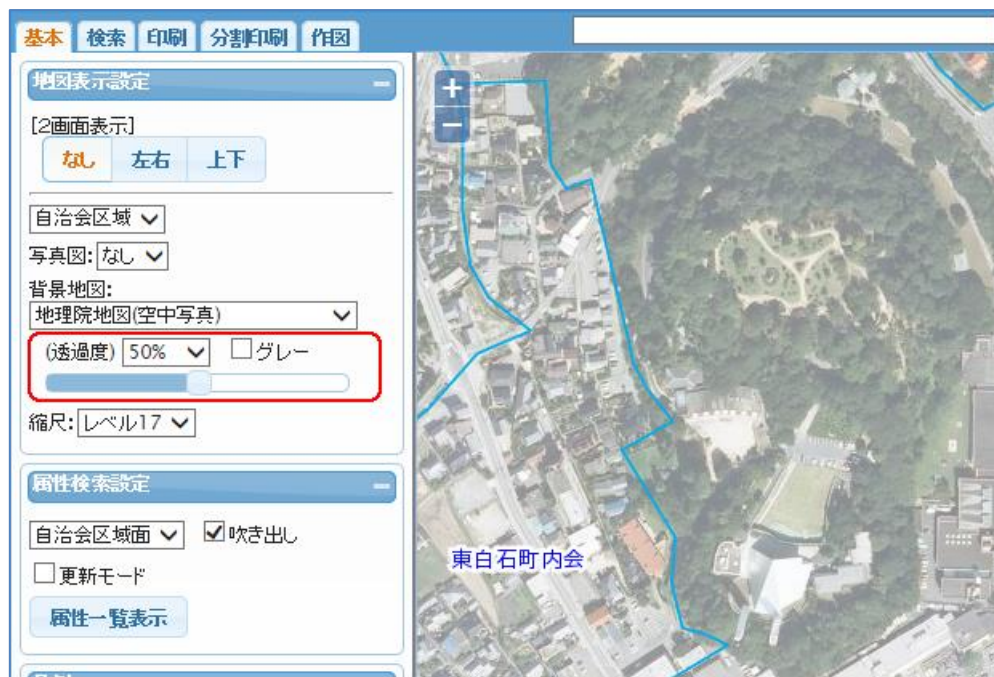 基本 検索 印刷 分割印刷 作図
地図表示設定
[2画面表示]
なし 左右 上下
自治会区域
写真図: なし
背景地図:
地理院地図(空中写真)
(透過度) 50% グレー
縮尺: レベル17
属性検索設定
自治会区域面 吹き出し
更新モード
属性一覧表示
東白石町内会